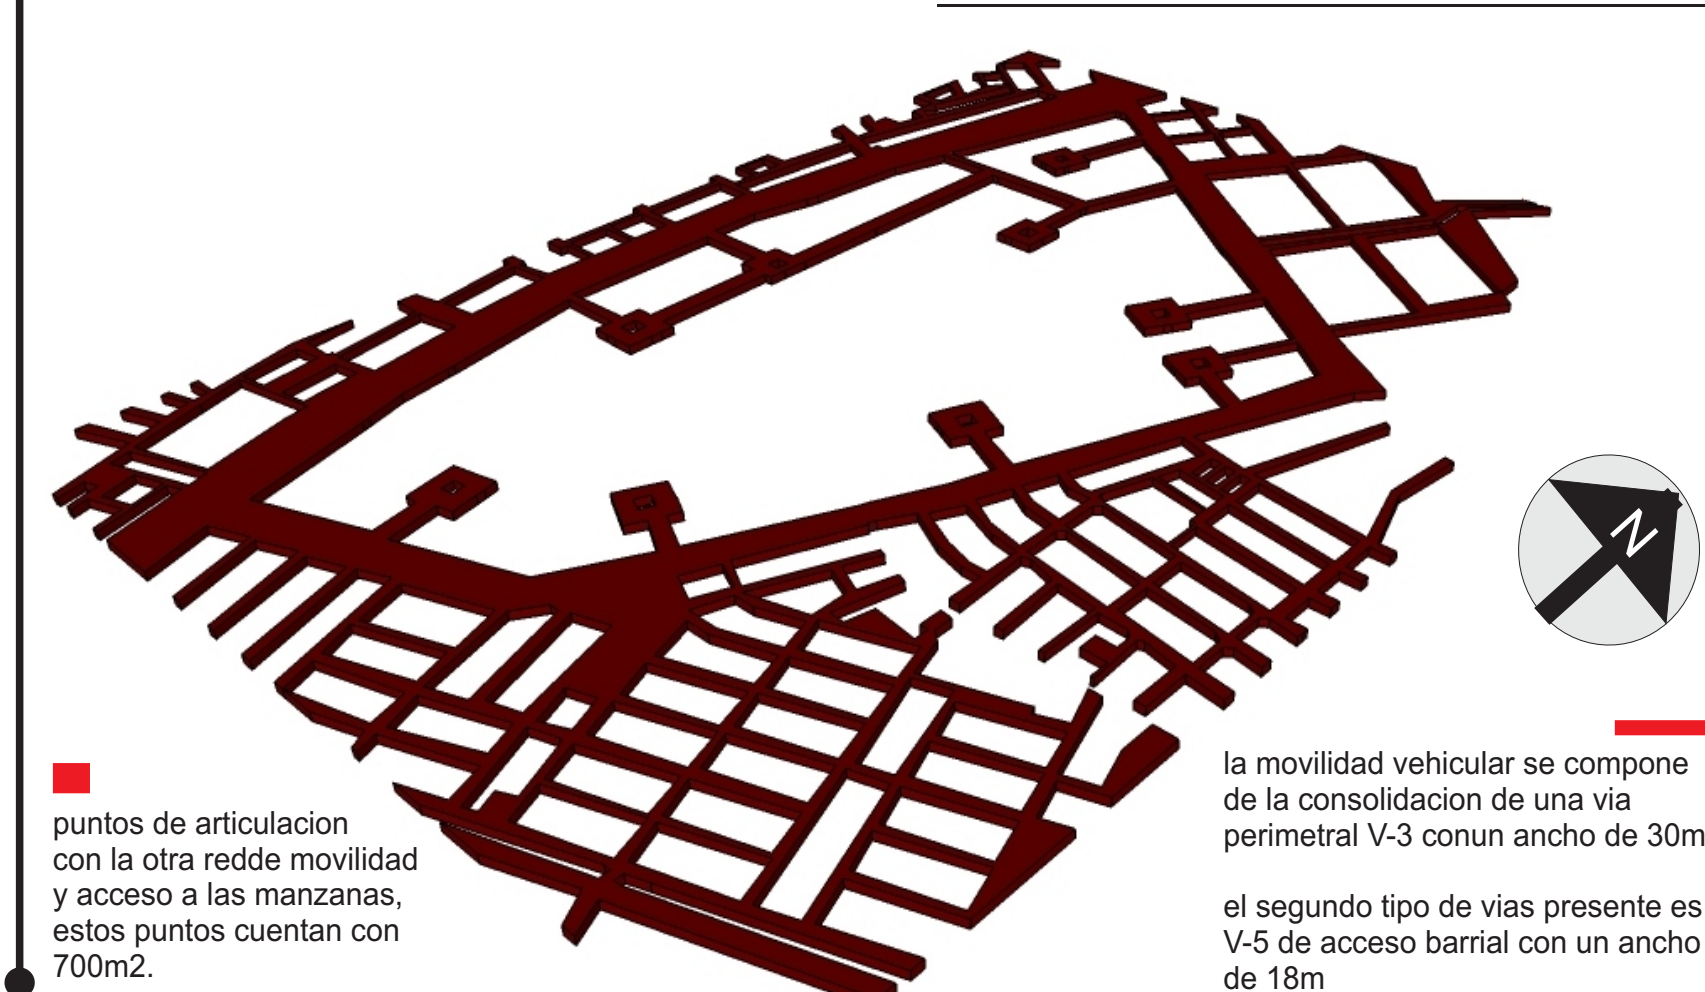 N
puntos de articulacion
con la otra redde movilidad
y acceso a las manzanas,
estos puntos cuentan con
700m2.
la movilidad vehicular se compone
de la consolidacion de una via
perimetral V-3 conun ancho de 30m
el segundo tipo de vias presente es
V-5 de acceso barrial con un ancho
de 18m